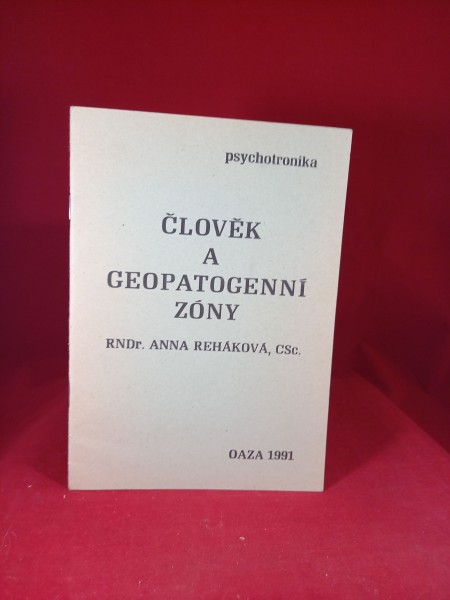 psychotronika
ČLOVĚK
A
GEOPATOGENNÍ
ZÓNY
RNDr. ANNA REHÁKOVÁ, CSc.
OAZA 1991